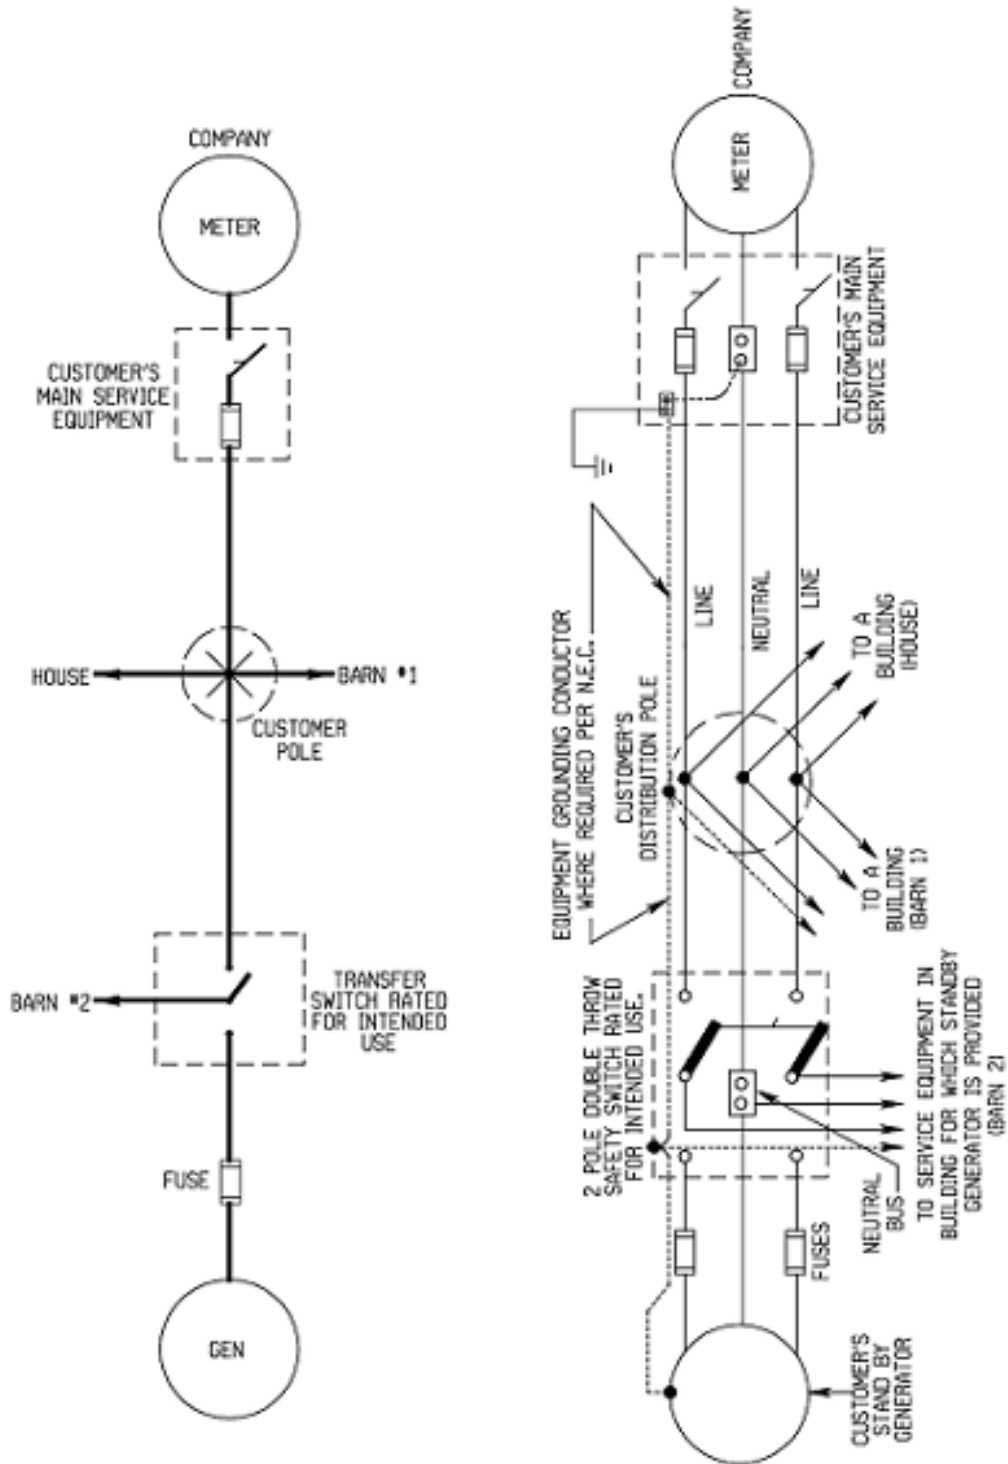 COMPANY
METER
CUSTOMER'S
MAIN SERVICE
EQUIPMENT
HOUSE
BARN #1
CUSTOMER
POLE
BARN #2
TRANSFER
SWITCH RATED
FOR INTENDED
USE
FUSE
GEN
COMPANY
METER
CUSTOMER'S MAIN
SERVICE EQUIPMENT
LINE
NEUTRAL
LINE
EQUIPMENT GROUNDING CONDUCTOR
WHERE REQUIRED PER N.E.C.
CUSTOMER'S
DISTRIBUTION POLE
TO A
BUILDING
(HOUSE)
TO A
BUILDING
(BARN 1)
2 POLE DOUBLE THROW
SAFETY SWITCH RATED
FOR INTENDED USE.
TO SERVICE EQUIPMENT IN
BUILDING FOR WHICH STANDBY
GENERATOR IS PROVIDED
(BARN 2)
NEUTRAL
BUS
FUSES
CUSTOMER'S
STAND BY
GENERATOR